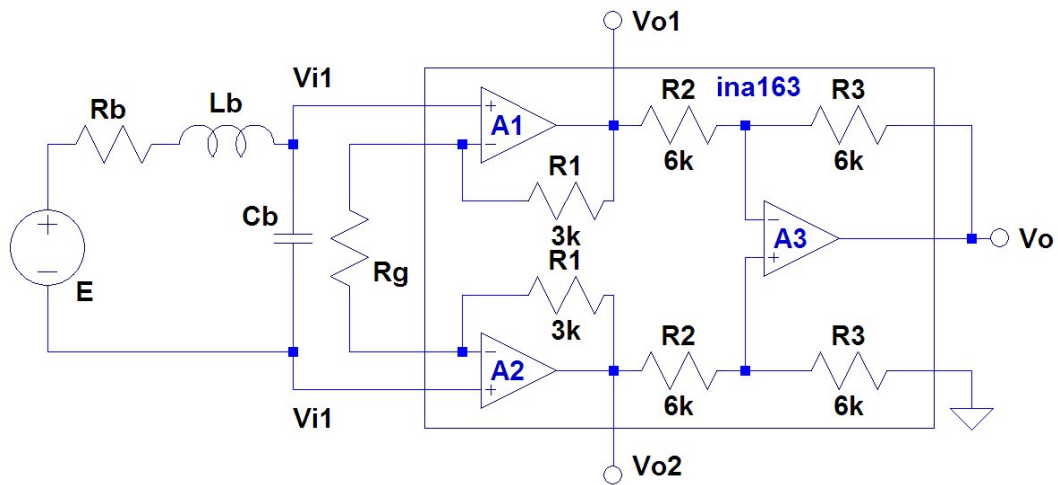 Vo1
Vi1
Rb
Lb
A1
R2
ina163
R3
6k
6k
R1
3k
Cb
Rg
E
A3
Vo
R1
3k
A2
R2
R3
6k
6k
Vi1
Vo2